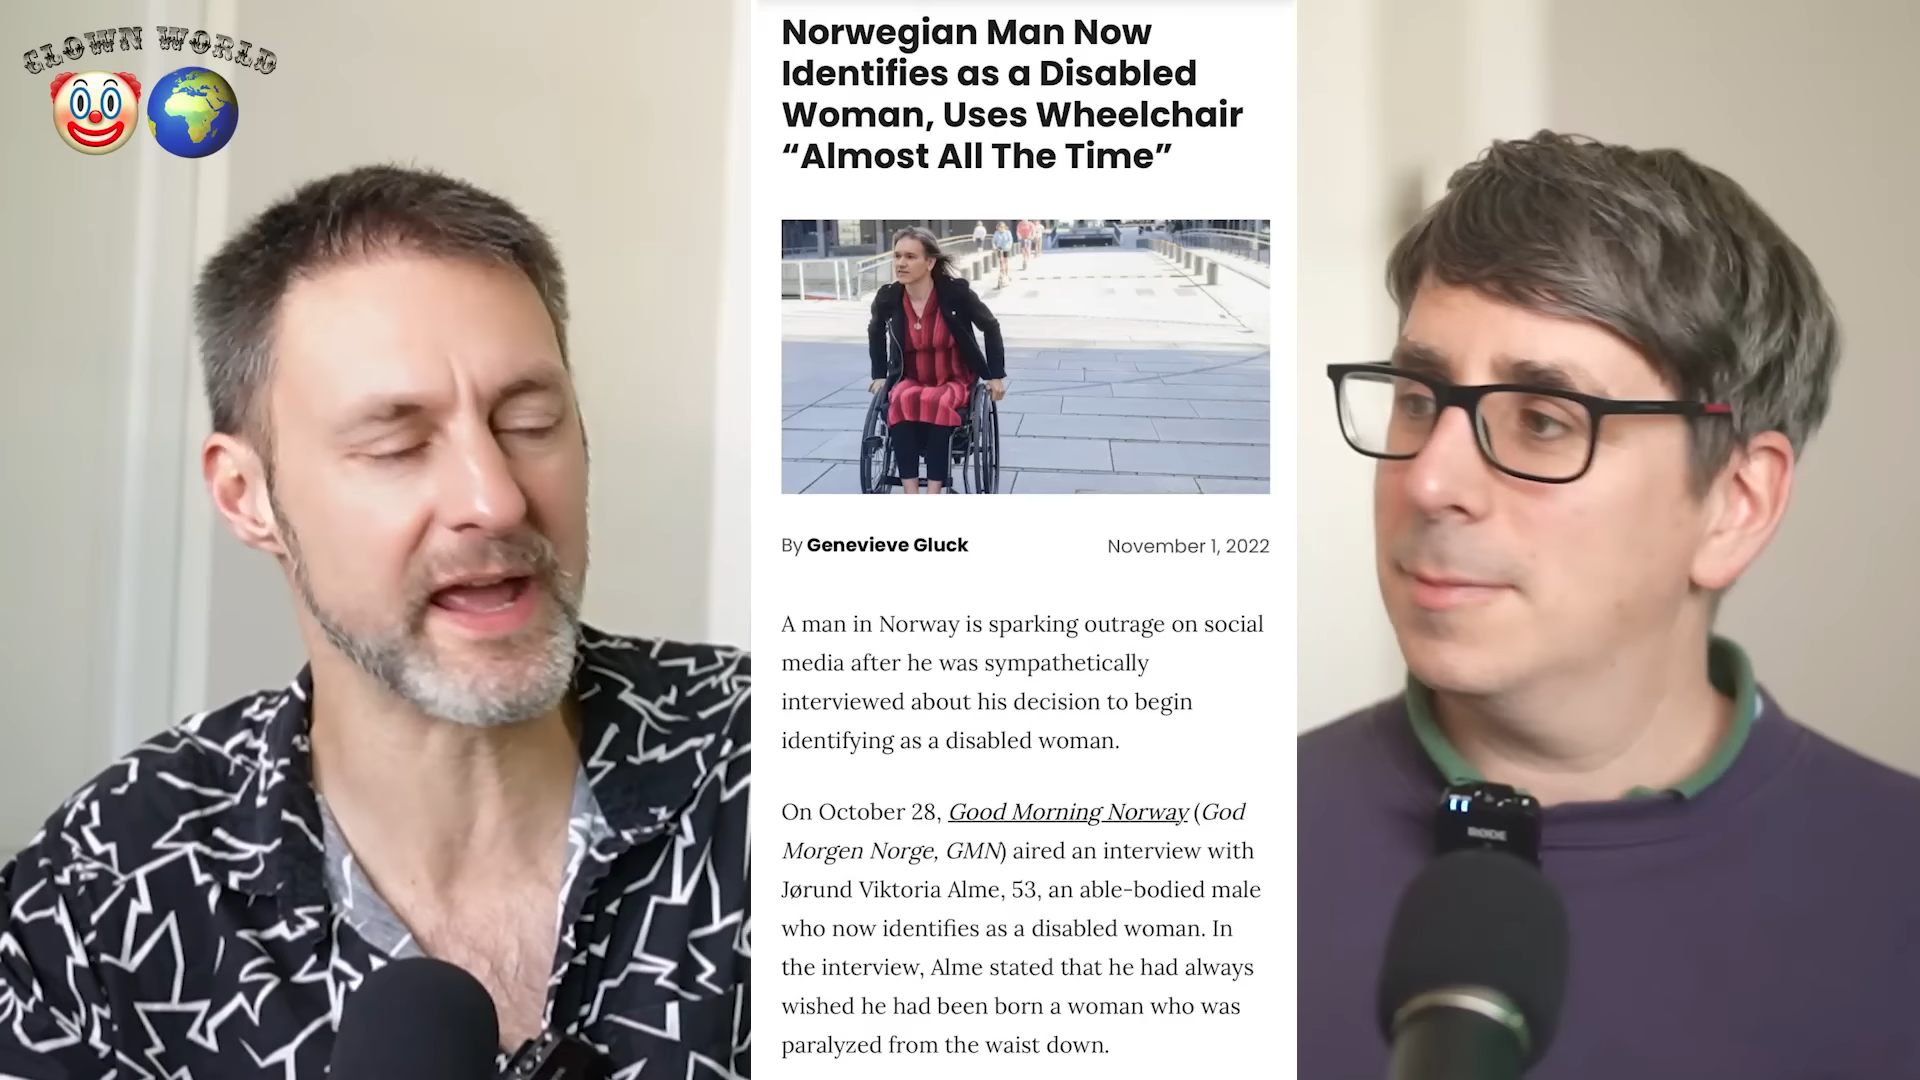 CLOWN WORLD
Norwegian Man Now
Identifies as a Disabled
Woman, Uses Wheelchair
“Almost All The Time”
By Genevieve Gluck
November 1, 2022
A man in Norway is sparking outrage on social
media after he was sympathetically
interviewed about his decision to begin
identifying as a disabled woman.
On October 28, Good Morning Norway (God
Morgen Norge, GMN) aired an interview with
Jørund Viktoria Alme, 53, an able-bodied male
who now identifies as a disabled woman. In
the interview, Alme stated that he had always
wished he had been born a woman who was
paralyzed from the waist down.
RODE